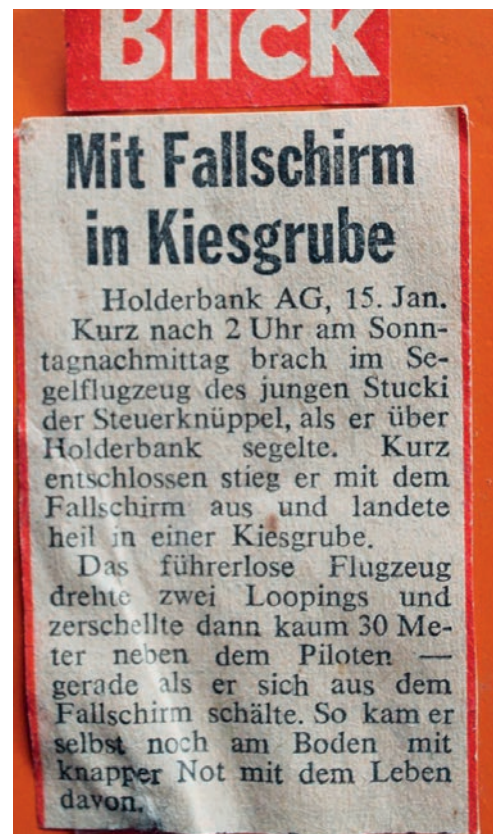 Blick
Mit Fallschirm
in Kiesgrube
Holderbank AG, 15. Jan.
Kurz nach 2 Uhr am Sonn-
tagnachmittag brach im Se-
gelflugzeug des jungen Stucki
der Steuerknüppel, als er über
Holderbank segelte. Kurz
entschlossen stieg er mit dem
Fallschirm aus und landete
heil in einer Kiesgrube.
Das führerlose Flugzeug
drehte zwei Loopings und
zerschellte dann kaum 30 Me-
ter neben dem Piloten —
gerade als er sich aus dem
Fallschirm schälte. So kam er
selbst noch am Boden mit
knapper Not mit dem Leben
davon.